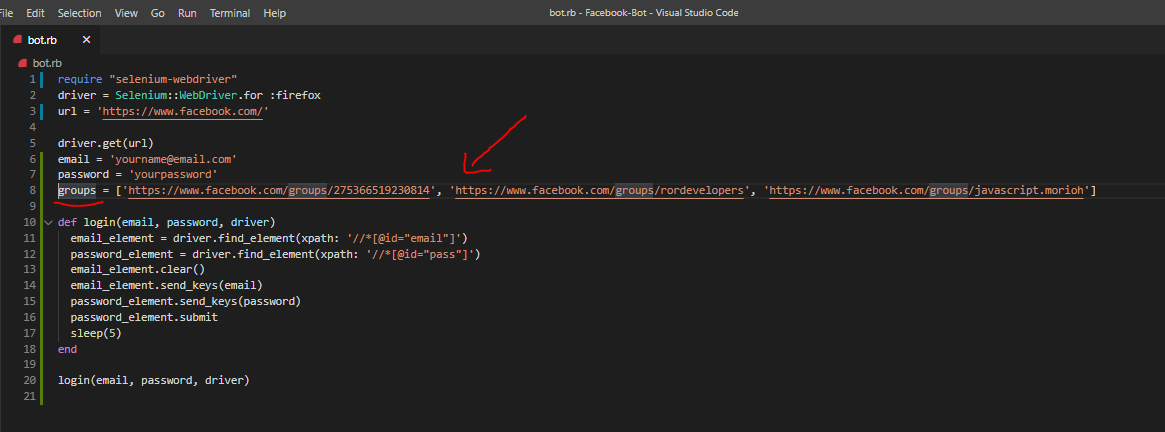 File Edit Selection View Go Run Terminal Help bot.rb - Facebook-Bot - Visual Studio Code
bot.rb ✕
bot.rb
1 require "selenium-webdriver"
2 driver = Selenium::WebDriver.for :firefox
3 url = 'https://www.facebook.com/'
4
5 driver.get(url)
6 email = 'yourname@email.com'
7 password = 'yourpassword'
8 groups = ['https://www.facebook.com/groups/275366519230814', 'https://www.facebook.com/groups/rordevelopers', 'https://www.facebook.com/groups/javascript.morioh']
9
10 def login(email, password, driver)
11 email_element = driver.find_element(xpath: '//*[@id="email"]')
12 password_element = driver.find_element(xpath: '//*[@id="pass"]')
13 email_element.clear()
14 email_element.send_keys(email)
15 password_element.send_keys(password)
16 password_element.submit
17 sleep(5)
18 end
19
20 login(email, password, driver)
21